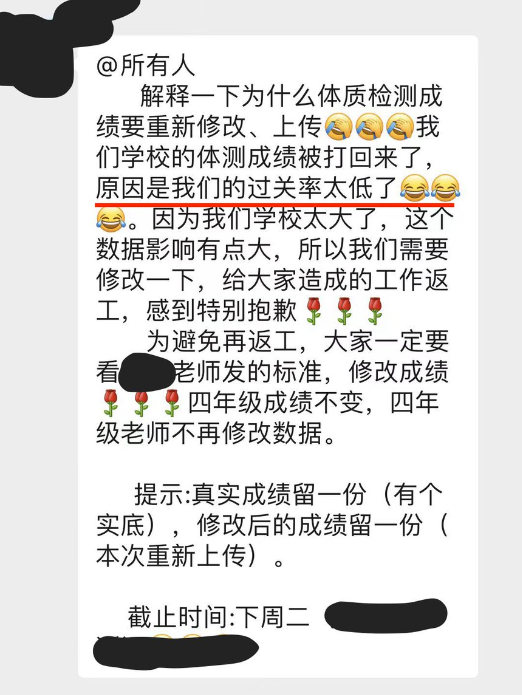 @所有人
解释一下为什么体质检测成
绩要重新修改、上传🤦🤦🤦我
们学校的体测成绩被打回来了，
原因是我们的过关率太低了😂😂
😂。因为我们学校太大了，这个
数据影响有点大，所以我们需要
修改一下，给大家造成的工作返
工，感到特别抱歉🌹🌹🌹
为避免再返工，大家一定要
看老师发的标准，修改成绩
🌹🌹🌹四年级成绩不变，四年
级老师不再修改数据。
提示:真实成绩留一份（有个
实底），修改后的成绩留一份（
本次重新上传）。
截止时间:下周二